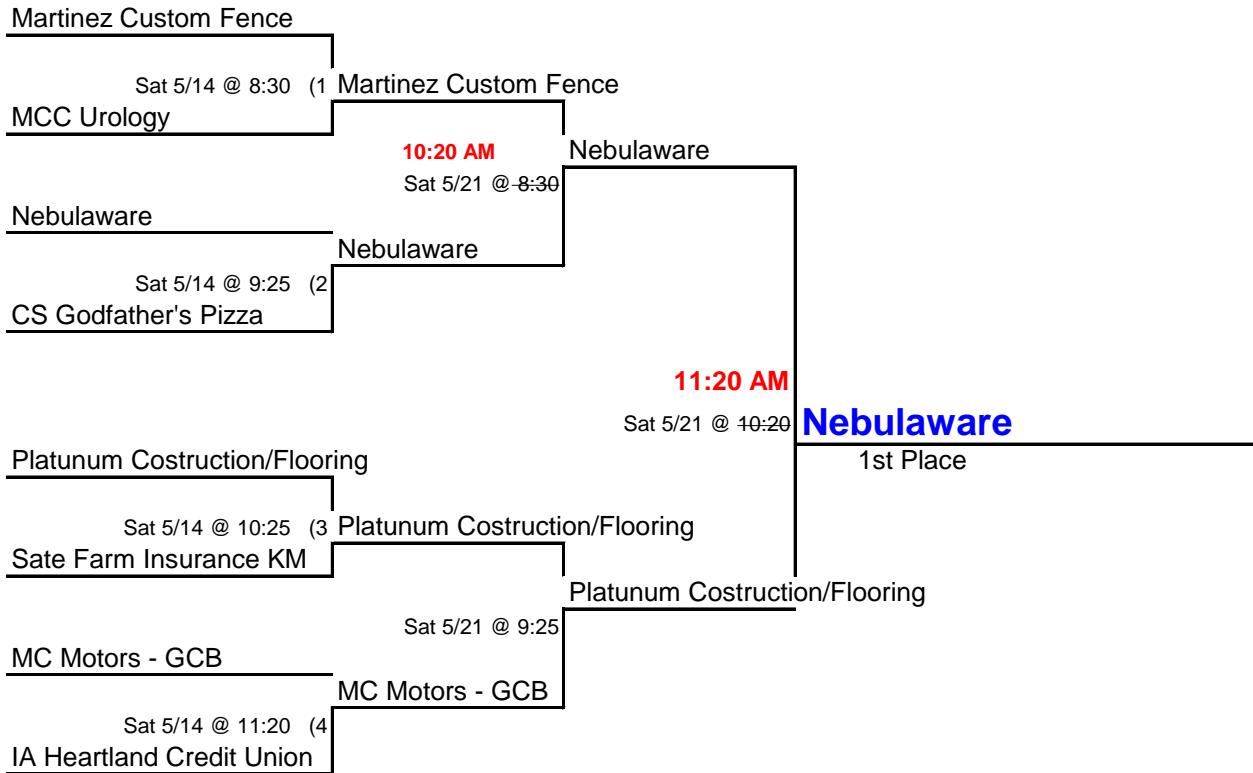 Martinez Custom Fence
Sat 5/14 @ 8:30 (1
Martinez Custom Fence
MCC Urology
10:20 AM
Nebulaware
Sat 5/21 @ 8:30
Nebulaware
Nebulaware
Sat 5/14 @ 9:25 (2
CS Godfather's Pizza
11:20 AM
Sat 5/21 @ 10:20
Nebulaware
1st Place
Platunum Costruction/Flooring
Sat 5/14 @ 10:25 (3
Platunum Costruction/Flooring
Sate Farm Insurance KM
Platunum Costruction/Flooring
Sat 5/21 @ 9:25
MC Motors - GCB
MC Motors - GCB
Sat 5/14 @ 11:20 (4
IA Heartland Credit Union